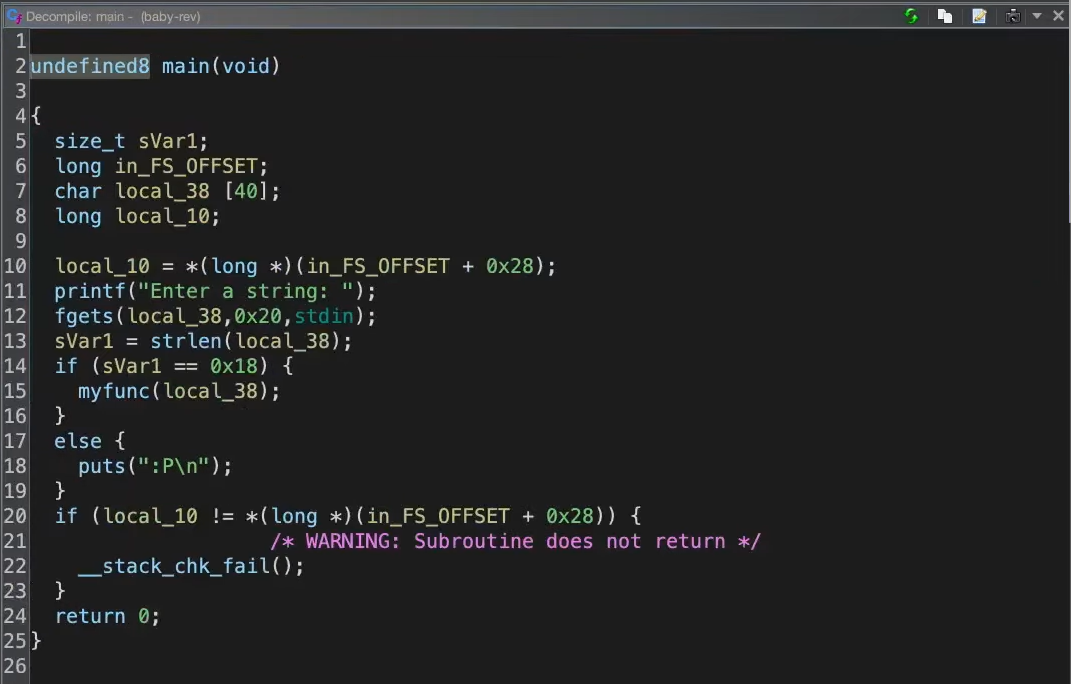 Decompile: main - (baby-rev)
1
2 undefined8 main(void)
3
4 {
5   size_t sVar1;
6   long in_FS_OFFSET;
7   char local_38 [40];
8   long local_10;
9
10   local_10 = *(long *)(in_FS_OFFSET + 0x28);
11   printf("Enter a string: ");
12   fgets(local_38,0x20,stdin);
13   sVar1 = strlen(local_38);
14   if (sVar1 == 0x18) {
15     myfunc(local_38);
16   }
17   else {
18     puts(":P\n");
19   }
20   if (local_10 != *(long *)(in_FS_OFFSET + 0x28)) {
21                     /* WARNING: Subroutine does not return */
22     __stack_chk_fail();
23   }
24   return 0;
25 }
26